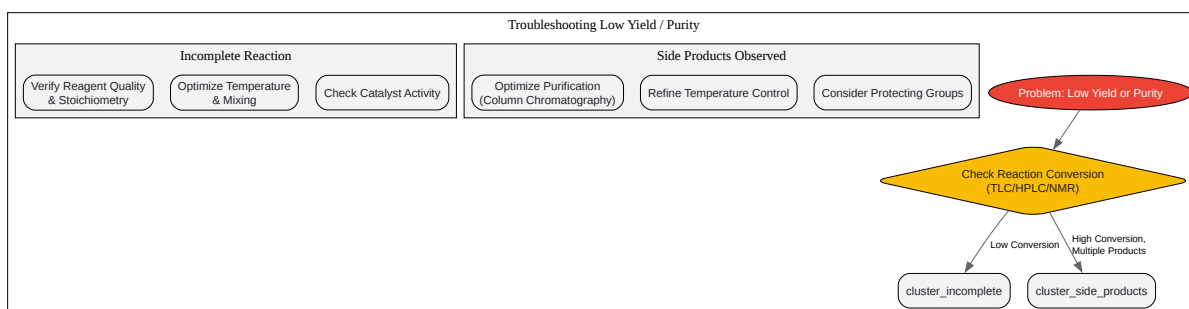 Troubleshooting Low Yield / Purity
Incomplete Reaction
Verify Reagent Quality
& Stoichiometry
Optimize Temperature
& Mixing
Check Catalyst Activity
Side Products Observed
Optimize Purification
(Column Chromatography)
Refine Temperature Control
Consider Protecting Groups
Problem: Low Yield or Purity
Check Reaction Conversion
(TLC/HPLC/NMR)
Low Conversion
High Conversion,
Multiple Products
cluster_incomplete
cluster_side_products